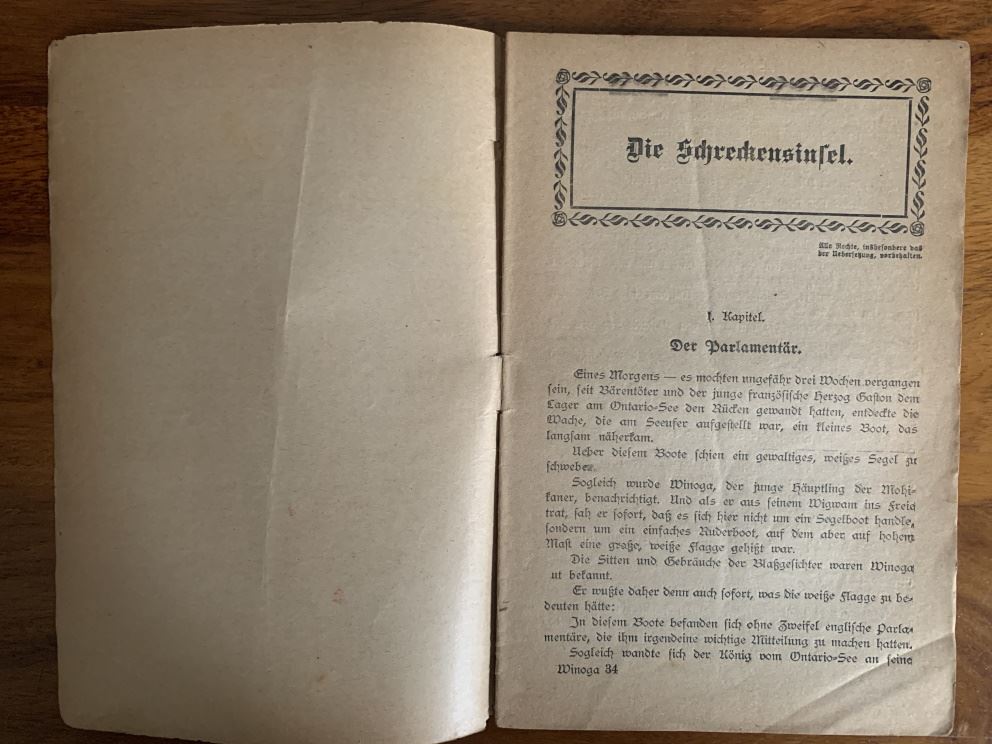 Die Schreckensinsel.
Alle Rechte, insbesondere das
der Uebersetzung, vorbehalten.
1. Kapitel.
Der Parlamentär.
Eines Morgens — es mochten ungefähr drei Wochen vergangen
sein, seit Bärentöter und der junge französische Herzog Gaston dem
Lager am Ontario-See den Rücken gewandt hatten, entdeckte die
Wache, die am Seeufer aufgestellt war, ein kleines Boot, das
langsam näherkam.
Ueber diesem Boote schien ein gewaltiges, weißes Segel zu
schweben.
Sogleich wurde Winoga, der junge Häuptling der Mohi-
kaner, benachrichtigt. Und als er aus seinem Wigwam ins Freie
trat, sah er sofort, daß es sich hier nicht um ein Segelboot handle,
sondern um ein einfaches Ruderboot, auf dem aber auf hohem
Mast eine große, weiße Flagge gehißt war.
Die Sitten und Gebräuche der Blaßgesichter waren Winoga
ut bekannt.
Er wußte daher denn auch sofort, was die weiße Flagge zu be-
deuten hätte:
In diesem Boote befanden sich ohne Zweifel englische Parla-
mentäre, die ihm irgendeine wichtige Mitteilung zu machen hatten.
Sogleich wandte sich der König vom Ontario-See an seine
Winoga 34